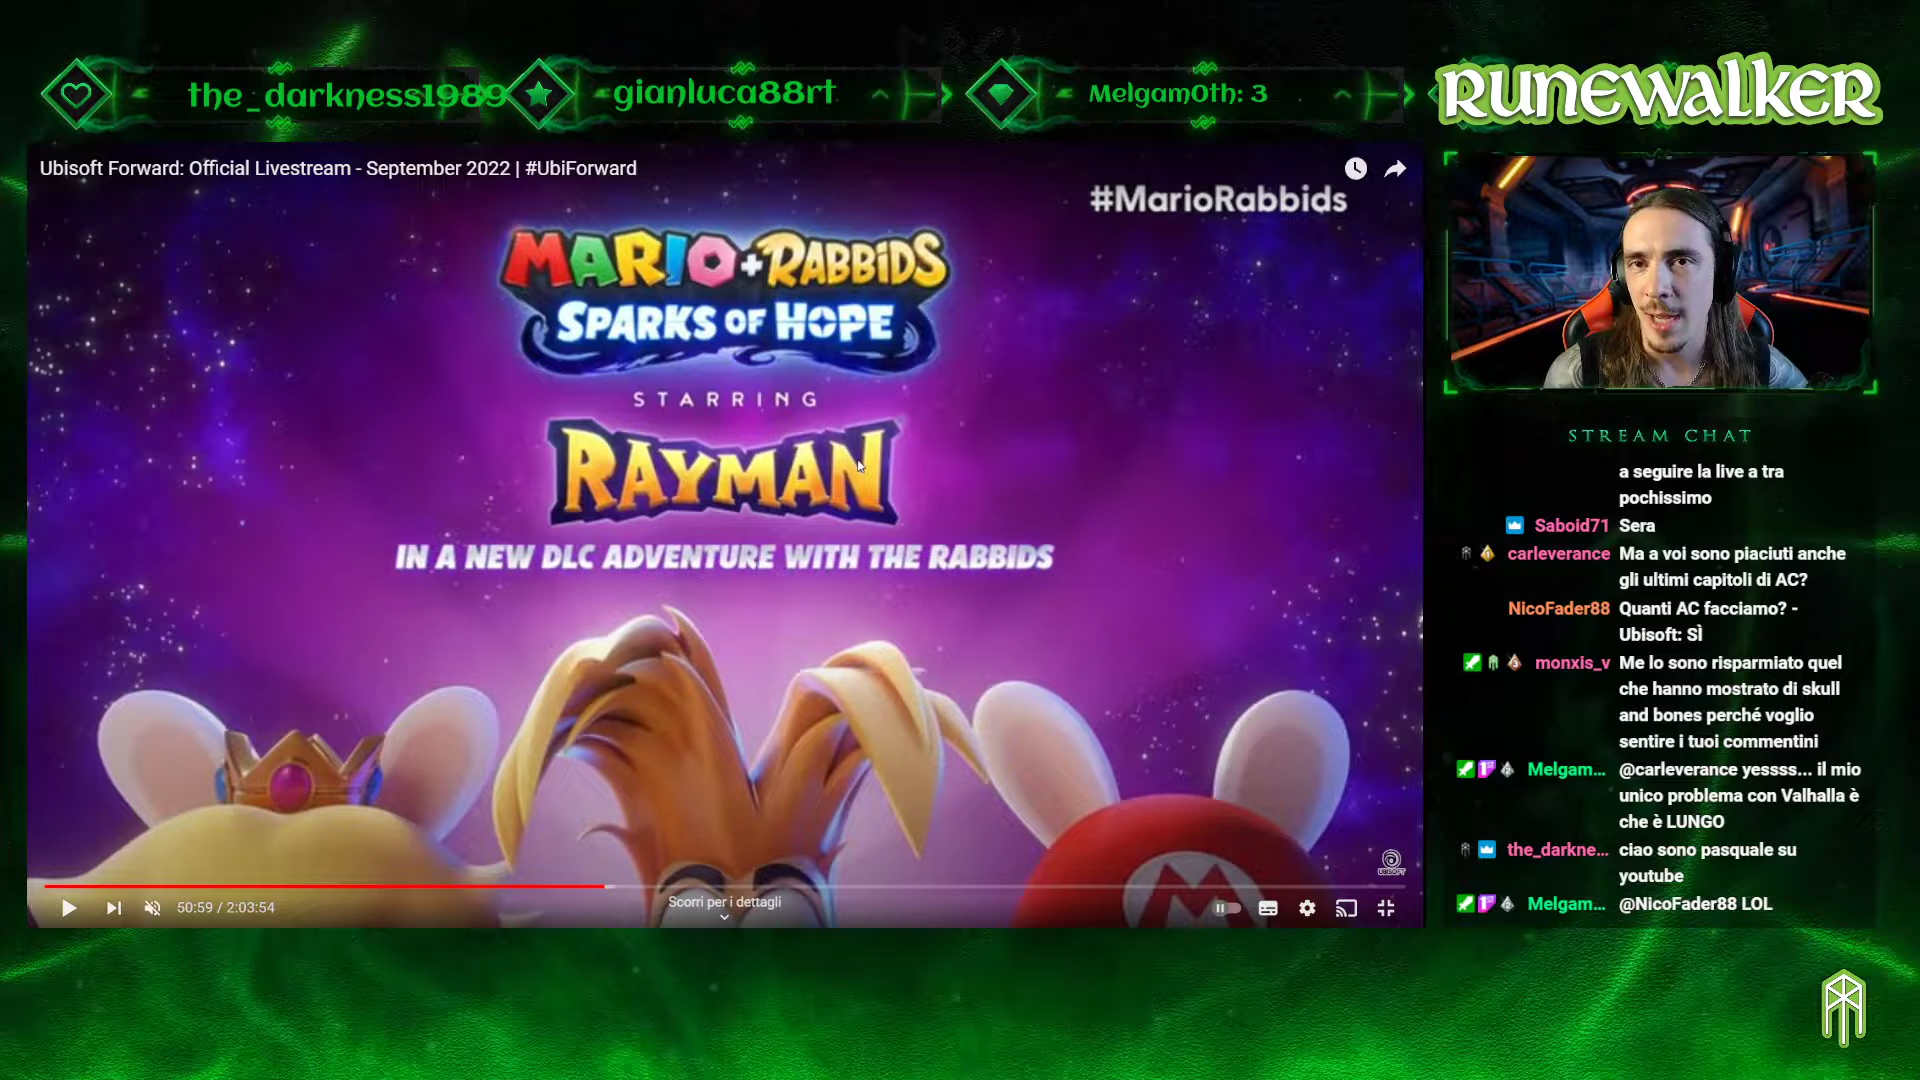 the_darkness1989
gianluca88rt
Melgam0th: 3
RUNEWALKER
Ubisoft Forward: Official Livestream - September 2022 | #UbiForward
#MarioRabbids
MARIO+RABBIDS
SPARKS OF HOPE
STARRING
RAYMAN
IN A NEW DLC ADVENTURE WITH THE RABBIDS
M
UBISOFT
50:59 / 2:03:54
Scorri per i dettagli
STREAM CHAT
a seguire la live a tra
pochissimo
Saboid71 Sera
carleverance Ma a voi sono piaciuti anche
gli ultimi capitoli di AC?
NicoFader88 Quanti AC facciamo? -
Ubisoft: SÌ
monxis_v Me lo sono risparmiato quel
che hanno mostrato di skull
and bones perché voglio
sentire i tuoi commentini
Melgam... @carleverance yessss... il mio
unico problema con Valhalla è
che è LUNGO
the_darkne... ciao sono pasquale su
youtube
Melgam... @NicoFader88 LOL